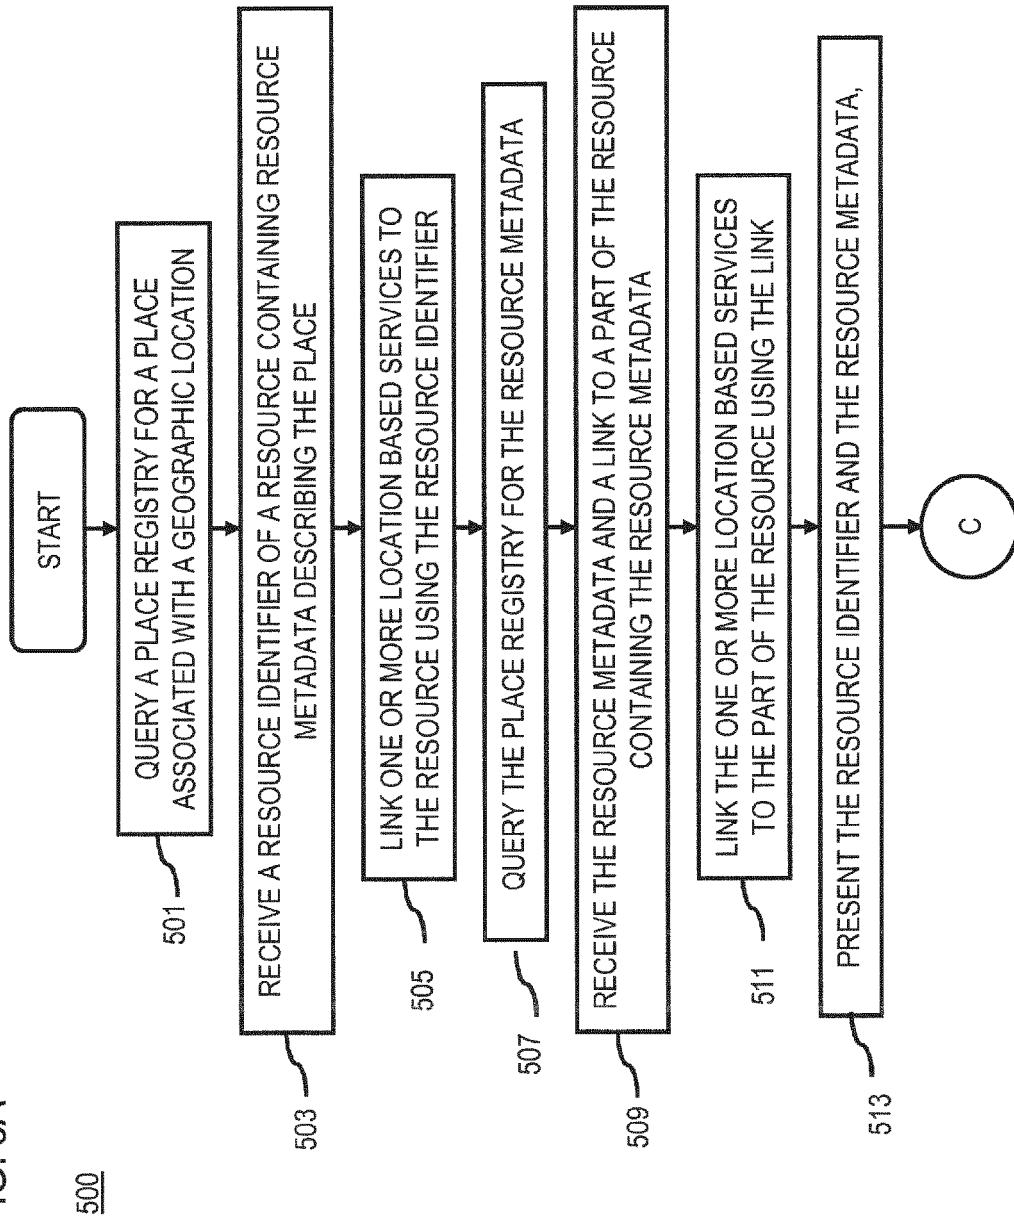 500
START
501
QUERY A PLACE REGISTRY FOR A PLACE
ASSOCIATED WITH A GEOGRAPHIC LOCATION
503
RECEIVE A RESOURCE IDENTIFIER OF A RESOURCE CONTAINING RESOURCE
METADATA DESCRIBING THE PLACE
505
LINK ONE OR MORE LOCATION BASED SERVICES TO
THE RESOURCE USING THE RESOURCE IDENTIFIER
507
QUERY THE PLACE REGISTRY FOR THE RESOURCE METADATA
509
RECEIVE THE RESOURCE METADATA AND A LINK TO A PART OF THE RESOURCE
CONTAINING THE RESOURCE METADATA
511
LINK THE ONE OR MORE LOCATION BASED SERVICES
TO THE PART OF THE RESOURCE USING THE LINK
513
PRESENT THE RESOURCE IDENTIFIER AND THE RESOURCE METADATA,
C